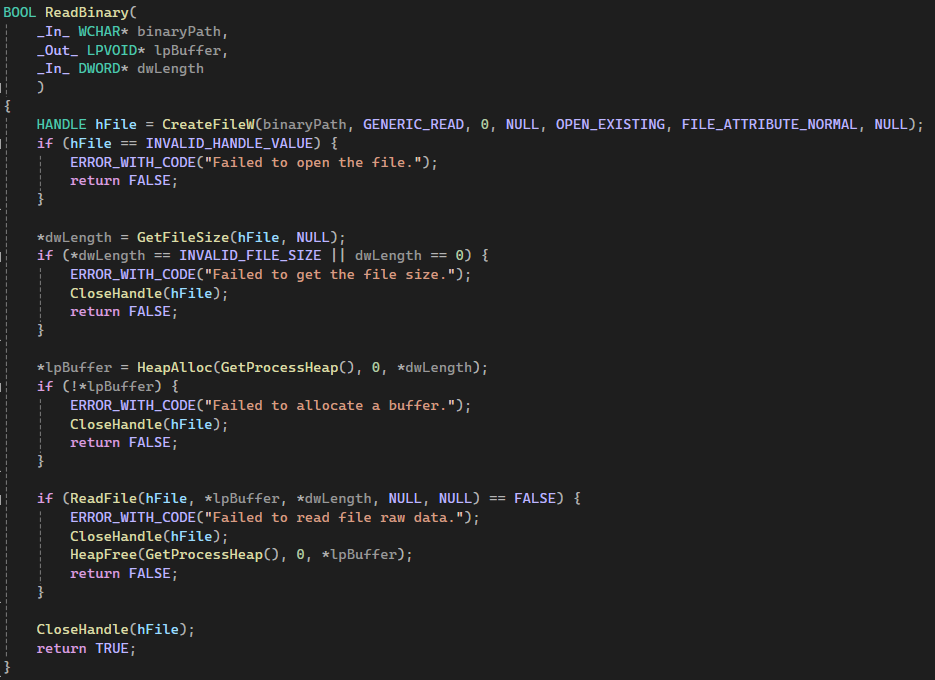 BOOL ReadBinary(
    _In_ WCHAR* binaryPath,
    _Out_ LPVOID* lpBuffer,
    _In_ DWORD* dwLength
    )
{
    HANDLE hFile = CreateFileW(binaryPath, GENERIC_READ, 0, NULL, OPEN_EXISTING, FILE_ATTRIBUTE_NORMAL, NULL);
    if (hFile == INVALID_HANDLE_VALUE) {
        ERROR_WITH_CODE("Failed to open the file.");
        return FALSE;
    }

    *dwLength = GetFileSize(hFile, NULL);
    if (*dwLength == INVALID_FILE_SIZE || dwLength == 0) {
        ERROR_WITH_CODE("Failed to get the file size.");
        CloseHandle(hFile);
        return FALSE;
    }

    *lpBuffer = HeapAlloc(GetProcessHeap(), 0, *dwLength);
    if (!*lpBuffer) {
        ERROR_WITH_CODE("Failed to allocate a buffer.");
        CloseHandle(hFile);
        return FALSE;
    }

    if (ReadFile(hFile, *lpBuffer, *dwLength, NULL, NULL) == FALSE) {
        ERROR_WITH_CODE("Failed to read file raw data.");
        CloseHandle(hFile);
        HeapFree(GetProcessHeap(), 0, *lpBuffer);
        return FALSE;
    }

    CloseHandle(hFile);
    return TRUE;
}